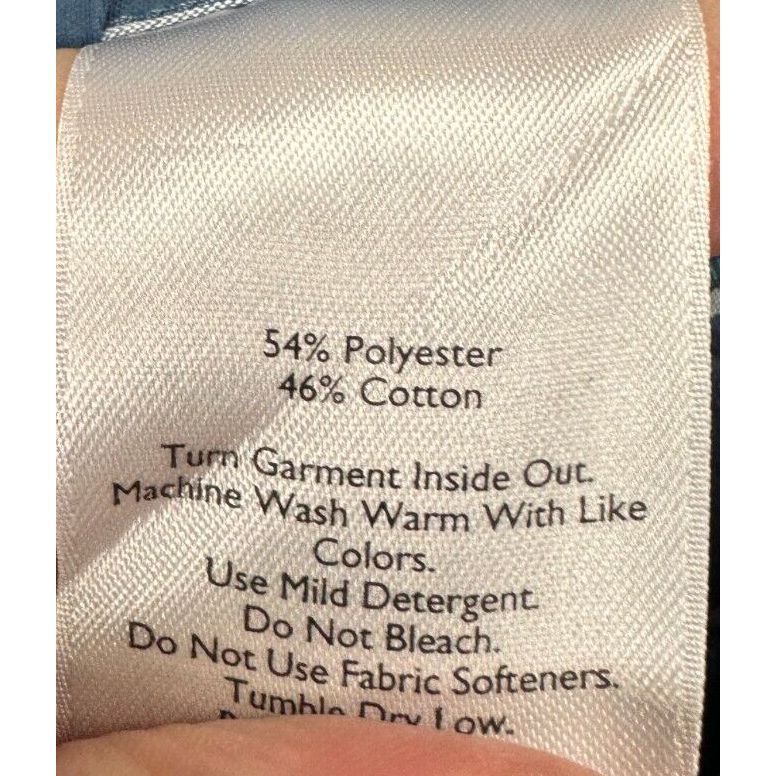 54% Polyester
46% Cotton
Turn Garment Inside Out.
Machine Wash Warm With Like
Colors.
Use Mild Detergent.
Do Not Bleach.
Do Not Use Fabric Softeners.
Tumble Dry Low.